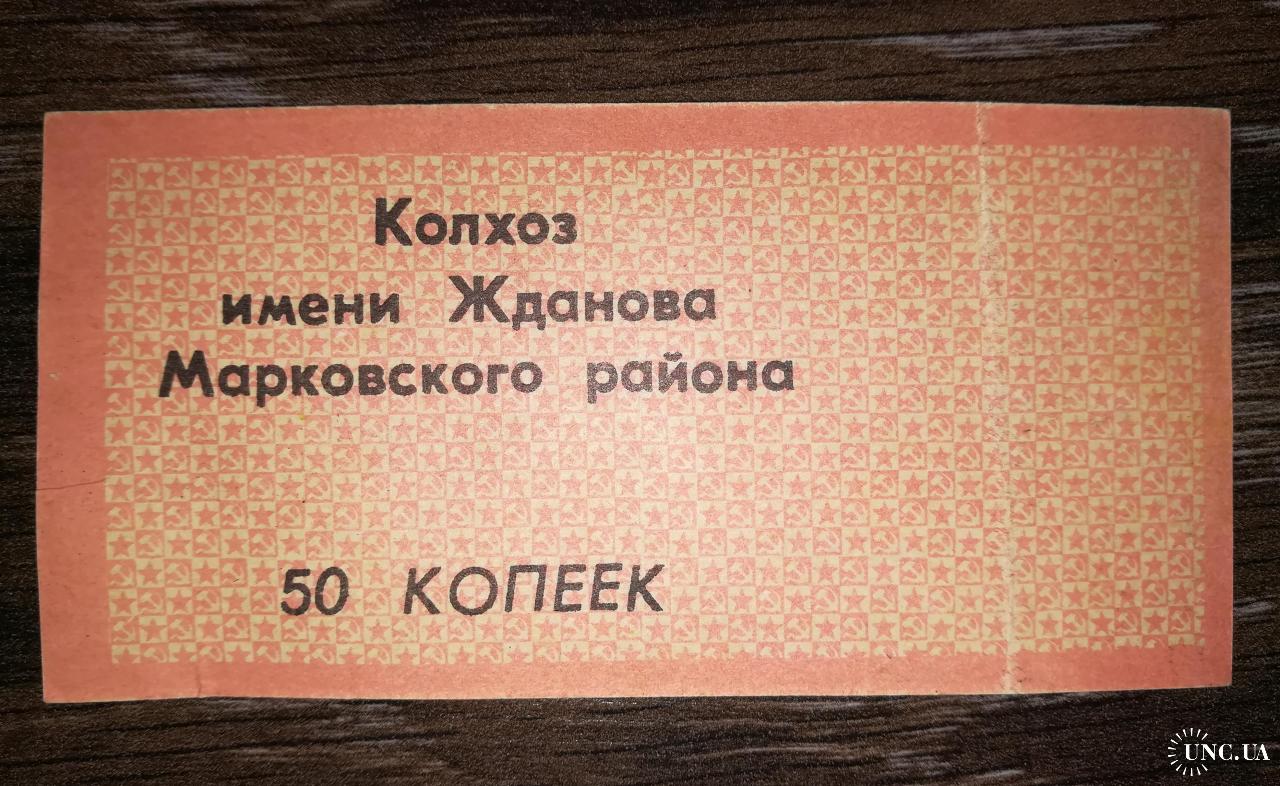 Колхоз
имени Жданова
Марковского района
50 КОПЕЕК
UNC.UA